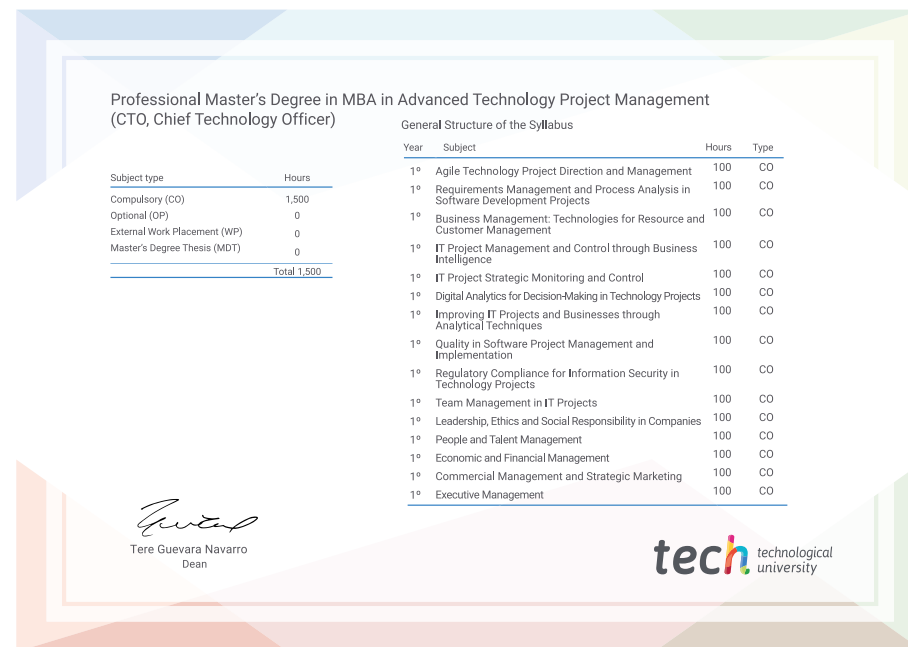 Professional Master's Degree in MBA in Advanced Technology Project Management
(CTO, Chief Technology Officer)
General Structure of the Syllabus
Subject type Hours
Compulsory (CO) 1,500
Optional (OP) 0
External Work Placement (WP) 0
Master's Degree Thesis (MDT) 0
Total 1,500
Year Subject Hours Type
1º Agile Technology Project Direction and Management 100 CO
1º Requirements Management and Process Analysis in 100 CO
Software Development Projects
1º Business Management: Technologies for Resource and 100 CO
Customer Management
1º IT Project Management and Control through Business 100 CO
Intelligence
1º IT Project Strategic Monitoring and Control 100 CO
1º Digital Analytics for Decision-Making in Technology Projects 100 CO
1º Improving IT Projects and Businesses through 100 CO
Analytical Techniques
1º Quality in Software Project Management and 100 CO
Implementation
1º Regulatory Compliance for Information Security in 100 CO
Technology Projects
1º Team Management in IT Projects 100 CO
1º Leadership, Ethics and Social Responsibility in Companies 100 CO
1º People and Talent Management 100 CO
1º Economic and Financial Management 100 CO
1º Commercial Management and Strategic Marketing 100 CO
1º Executive Management 100 CO
Tere Guevara Navarro
Dean
tech technological
university